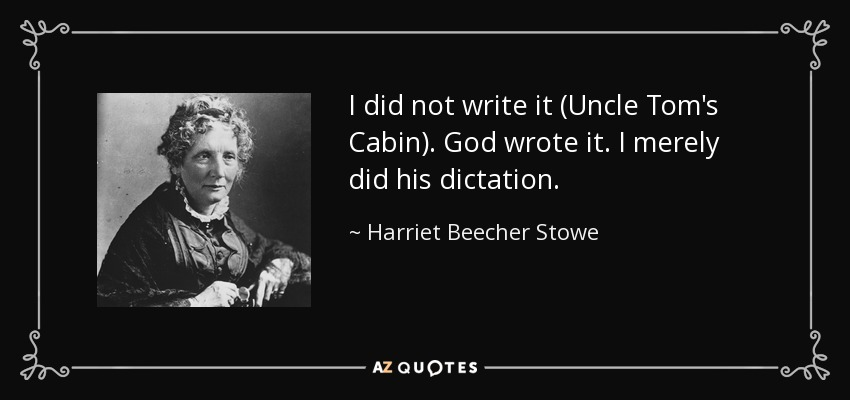 I did not write it (Uncle Tom's
Cabin). God wrote it. I merely
did his dictation.
~ Harriet Beecher Stowe
AZ QUOTES